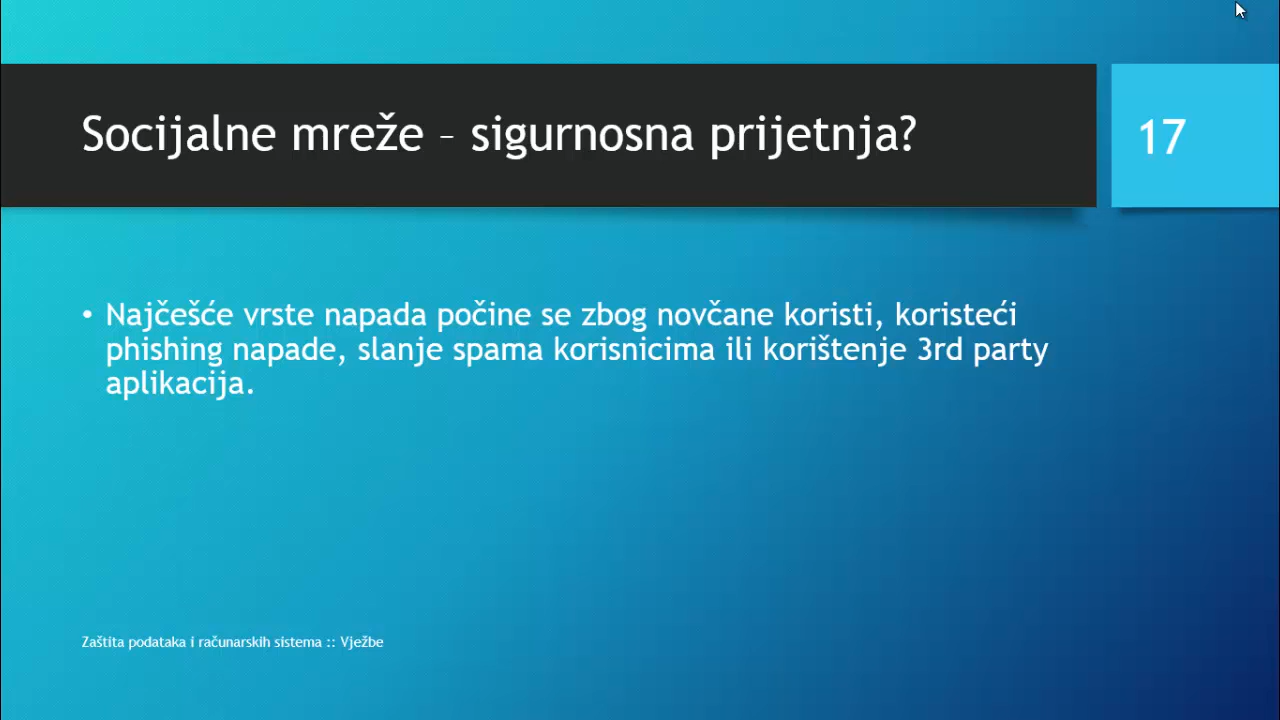 Socijalne mreže – sigurnosna prijetnja?
17
• Najčešće vrste napada počine se zbog novčane koristi, koristeći
phishing napade, slanje spama korisnicima ili korištenje 3rd party
aplikacija.
Zaštita podataka i računarskih sistema :: Vježbe